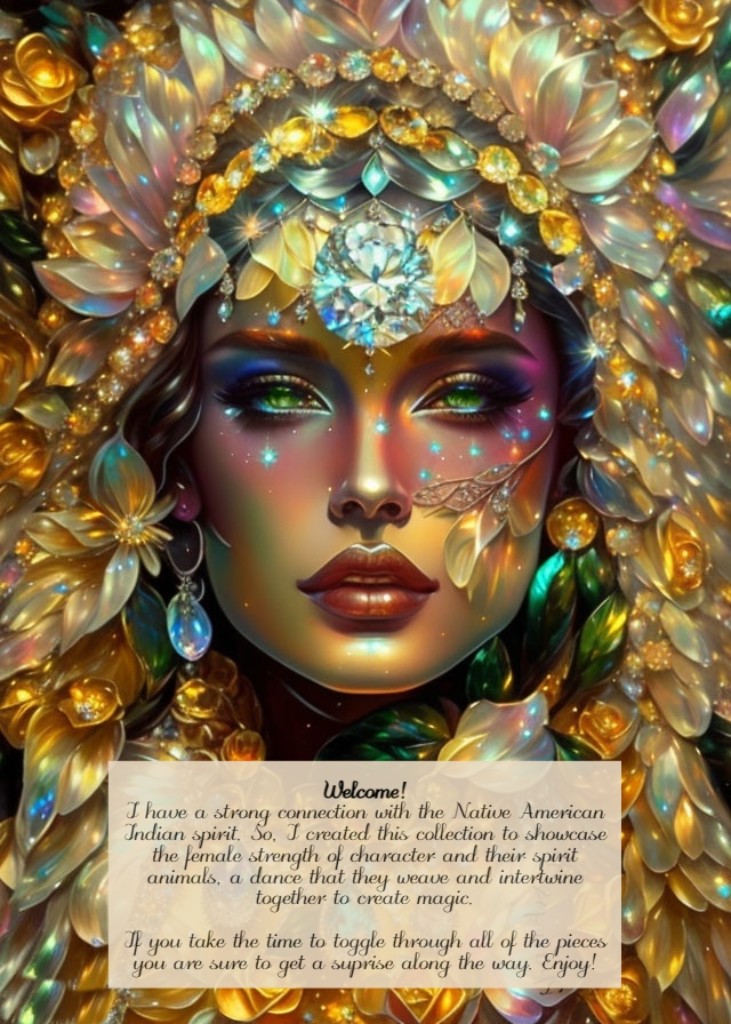 Welcome!
I have a strong connection with the Native American
Indian spirit. So, I created this collection to showcase
the female strength of character and their spirit
animals, a dance that they weave and intertwine
together to create magic.
If you take the time to toggle through all of the pieces
you are sure to get a suprise along the way. Enjoy!